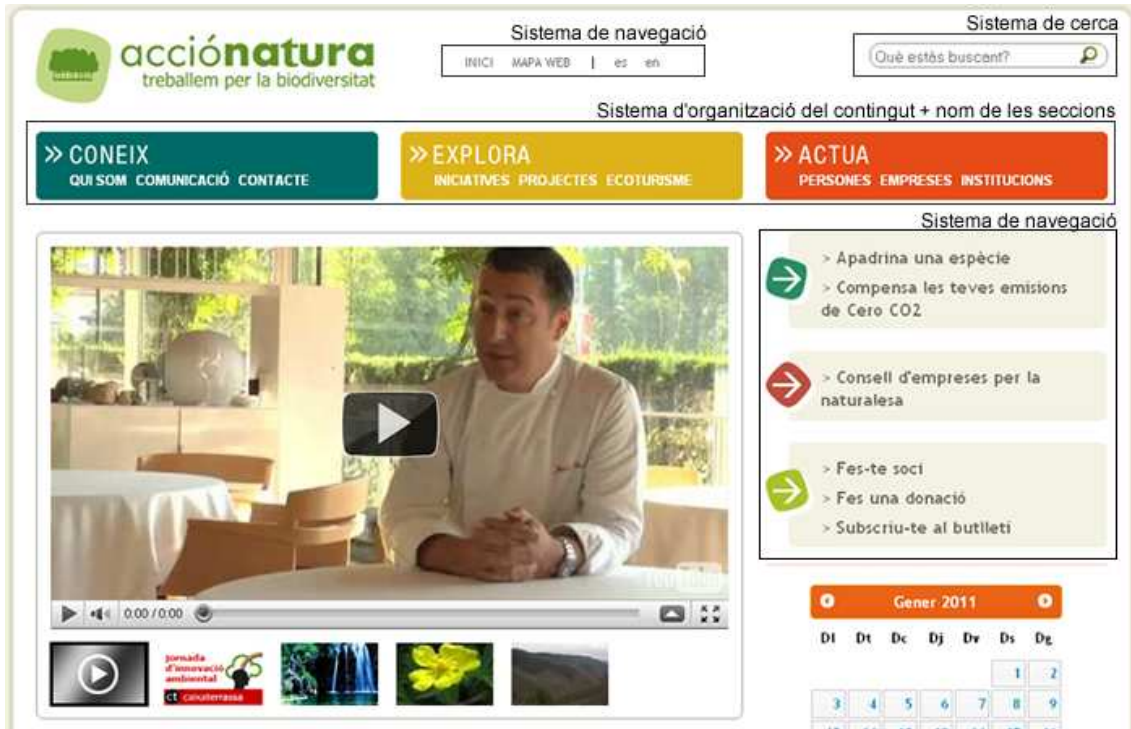 Sistema de navegació
Sistema de cerca
acciónatura
treballem per la biodiversitat
INICI MAPA WEB | es en
Què estàs buscant?
Sistema d'organització del contingut + nom de les seccions
» CONEIX
QUI SOM COMUNICACIÓ CONTACTE
» EXPLORA
INICIATIVES PROJECTES ECOTURISME
» ACTUA
PERSONES EMPRESES INSTITUCIONS
Sistema de navegació
> Apadrina una espècie
> Compensa les teves emisions
de Cero CO2
> Consell d'empreses per la
naturalesa
> Fes-te soci
> Fes una donació
> Subscriu-te al butlletí
0:00 / 0:00
jornada
d'innovació
ambiental
ct caixaterrassa
Gener 2011
Dl Dt Dc Dj Dv Ds Dg
1 2
3 4 5 6 7 8 9